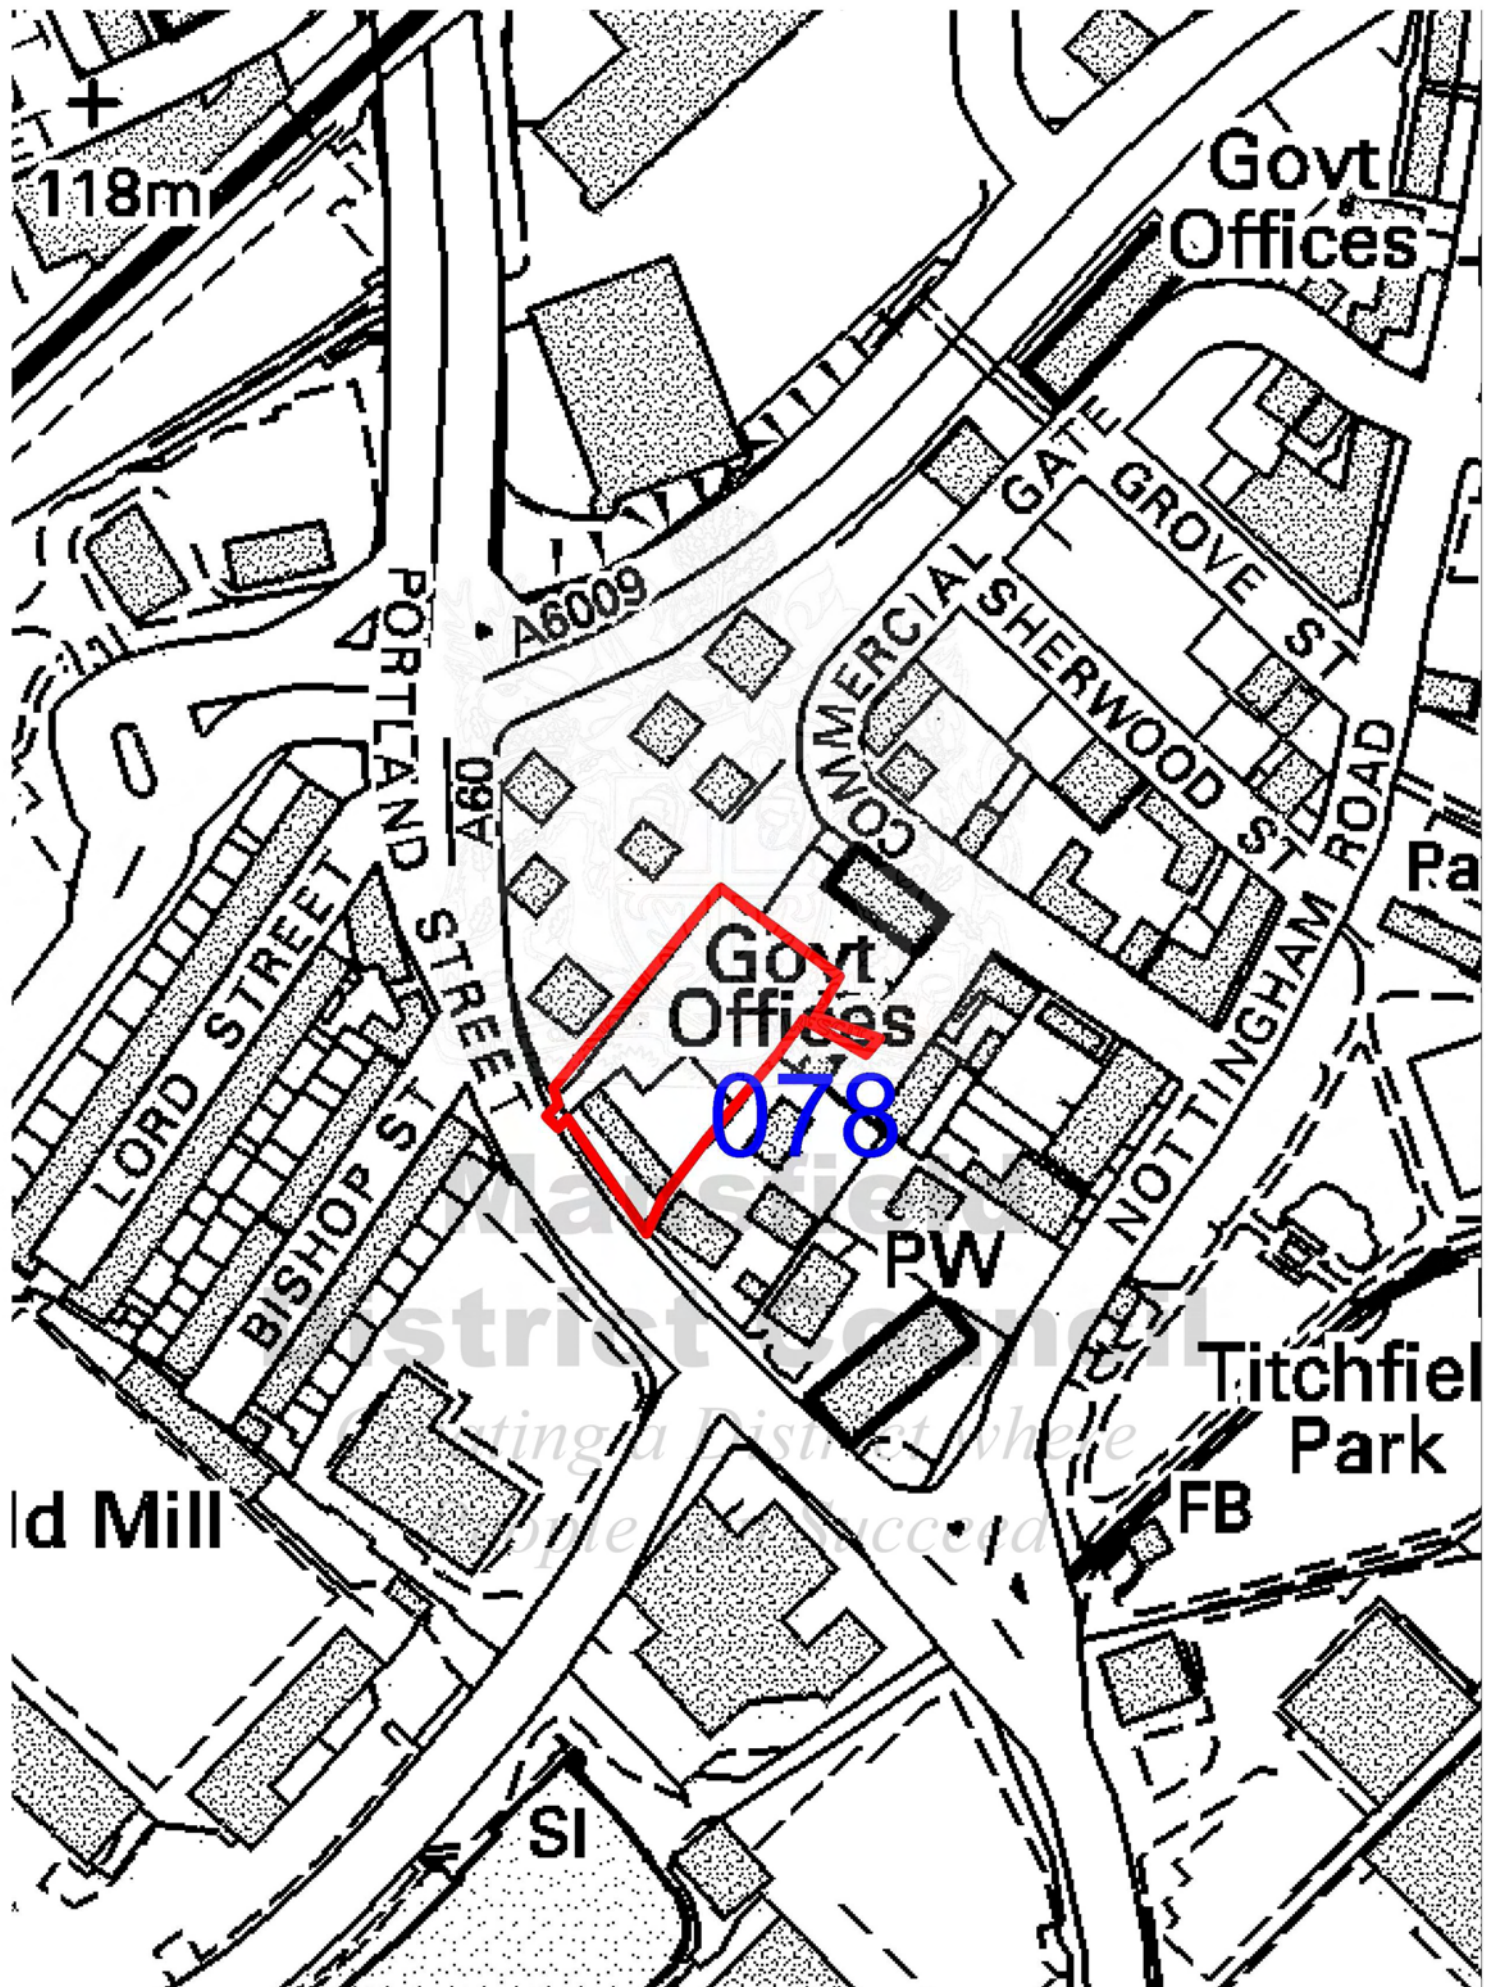 118m
Govt
Offices
PORTLAND STREET
A6009
A60
COMMERCIAL GATE
GROVE ST
SHERWOOD ST
NOTTINGHAM ROAD
Pa
LORD STREET
BISHOP ST
Govt
Offises
078
PW
Mansfield
District Council
Creating a District where
People can Succeed
Titchfiel
Park
FB
ld Mill
SI